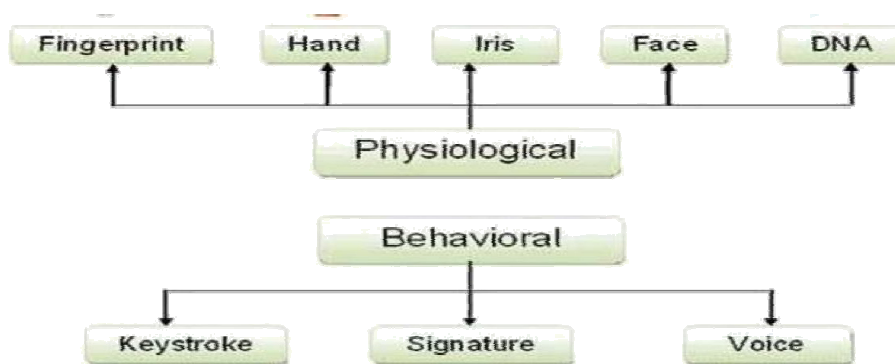 Fingerprint Hand Iris Face DNA
Physiological
Behavioral
Keystroke Signature Voice